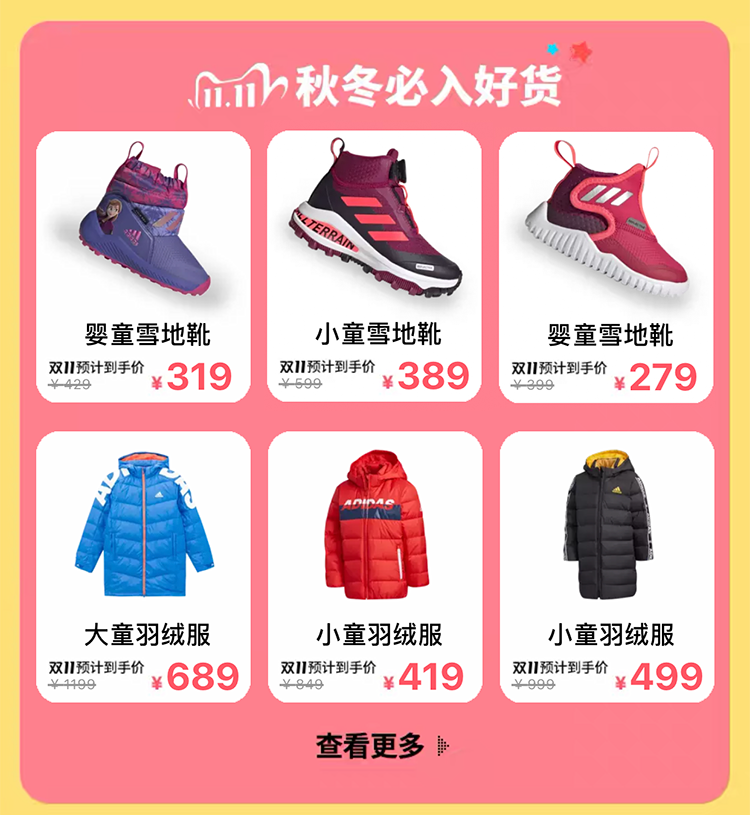 11.11 秋冬必入好货
ALL TERRAIN
婴童雪地靴
双11预计到手价
¥429
¥319
小童雪地靴
双11预计到手价
¥599
¥389
婴童雪地靴
双11预计到手价
¥399
¥279
ADIDAS
大童羽绒服
双11预计到手价
¥1199
¥689
ADIDAS
小童羽绒服
双11预计到手价
¥849
¥419
小童羽绒服
双11预计到手价
¥999
¥499
查看更多